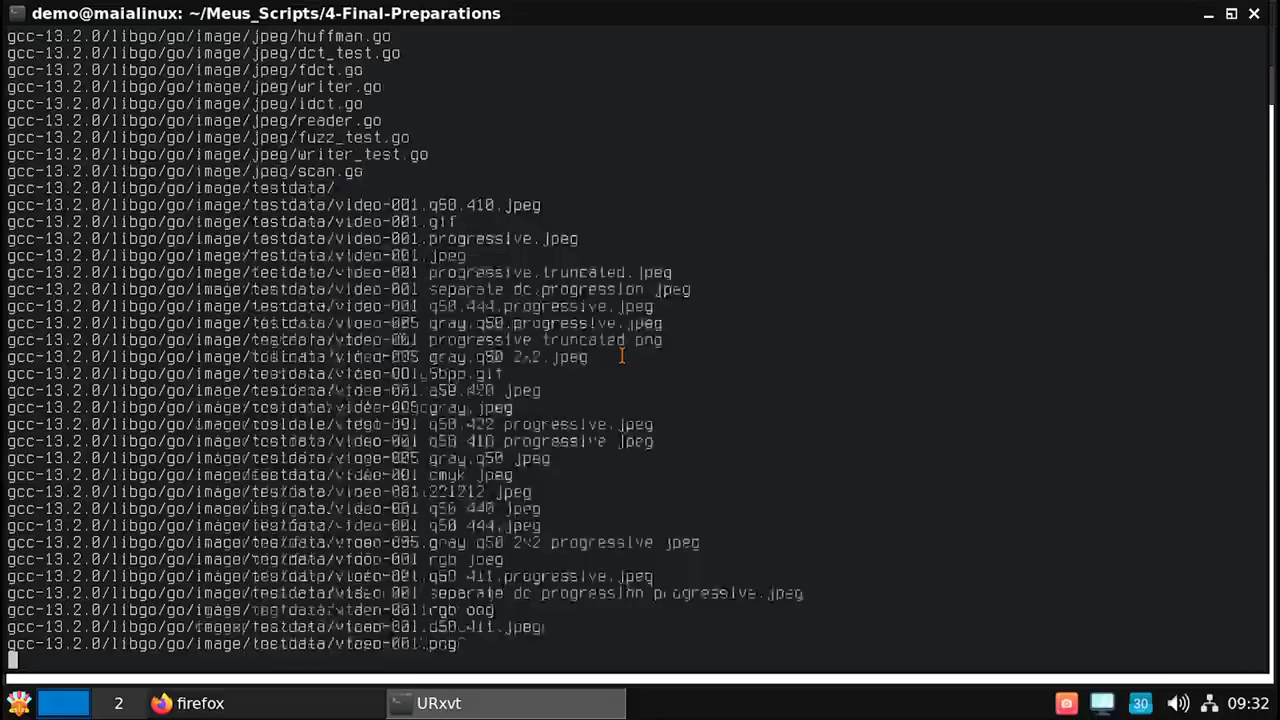 demo@maialinux: ~/Meus_Scripts/4-Final-Preparations
gcc-13.2.0/libgo/go/image/jpeg/huffman.go
gcc-13.2.0/libgo/go/image/jpeg/dct_test.go
gcc-13.2.0/libgo/go/image/jpeg/fdct.go
gcc-13.2.0/libgo/go/image/jpeg/writer.go
gcc-13.2.0/libgo/go/image/jpeg/idct.go
gcc-13.2.0/libgo/go/image/jpeg/reader.go
gcc-13.2.0/libgo/go/image/jpeg/fuzz_test.go
gcc-13.2.0/libgo/go/image/jpeg/writer_test.go
gcc-13.2.0/libgo/go/image/jpeg/scan.go
gcc-13.2.0/libgo/go/image/testdata/
gcc-13.2.0/libgo/go/image/testdata/video-001.q50.410.jpeg
gcc-13.2.0/libgo/go/image/testdata/video-001.gif
gcc-13.2.0/libgo/go/image/testdata/video-001.progressive.jpeg
gcc-13.2.0/libgo/go/image/testdata/video-001.jpeg
gcc-13.2.0/libgo/go/image/testdata/video-001.progressive.truncated.jpeg
gcc-13.2.0/libgo/go/image/testdata/video-001.separate.dc.progression.jpeg
gcc-13.2.0/libgo/go/image/testdata/video-001.q50.444.progressive.jpeg
gcc-13.2.0/libgo/go/image/testdata/video-005.gray.q50.progressive.jpeg
gcc-13.2.0/libgo/go/image/testdata/video-001.progressive.truncated.png
gcc-13.2.0/libgo/go/image/testdata/video-005.gray.q50.2x2.jpeg
gcc-13.2.0/libgo/go/image/testdata/video-001.5bpp.gif
gcc-13.2.0/libgo/go/image/testdata/video-001.q50.420.jpeg
gcc-13.2.0/libgo/go/image/testdata/video-005.gray.jpeg
gcc-13.2.0/libgo/go/image/testdata/video-001.q50.422.progressive.jpeg
gcc-13.2.0/libgo/go/image/testdata/video-001.q50.410.progressive.jpeg
gcc-13.2.0/libgo/go/image/testdata/video-005.gray.q50.jpeg
gcc-13.2.0/libgo/go/image/testdata/video-001.cmyk.jpeg
gcc-13.2.0/libgo/go/image/testdata/video-001.221212.jpeg
gcc-13.2.0/libgo/go/image/testdata/video-001.q50.440.jpeg
gcc-13.2.0/libgo/go/image/testdata/video-001.q50.444.jpeg
gcc-13.2.0/libgo/go/image/testdata/video-005.gray.q50.2x2.progressive.jpeg
gcc-13.2.0/libgo/go/image/testdata/video-001.rgb.jpeg
gcc-13.2.0/libgo/go/image/testdata/video-001.q50.411.progressive.jpeg
gcc-13.2.0/libgo/go/image/testdata/video-001.separate.dc.progression.progressive.jpeg
gcc-13.2.0/libgo/go/image/testdata/video-001.rgb.png
gcc-13.2.0/libgo/go/image/testdata/video-001.q50.411.jpeg
gcc-13.2.0/libgo/go/image/testdata/video-001.png
2
firefox
URxvt
30
09:32